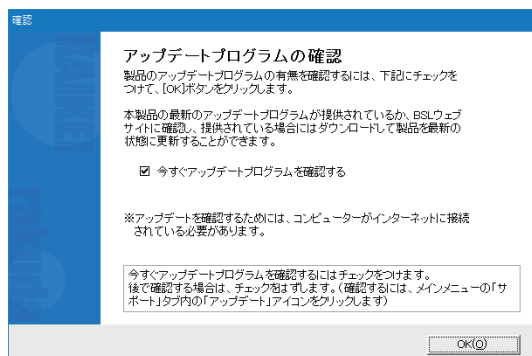 確認
アップデートプログラムの確認
製品のアップデートプログラムの有無を確認するには、下記にチェックを
つけて、[OK]ボタンをクリックします。
本製品の最新のアップデートプログラムが提供されているか、BSLウェブ
サイトに確認し、提供されている場合にはダウンロードして製品を最新の
状態に更新することができます。
今すぐアップデートプログラムを確認する
※アップデートを確認するためには、コンピューターがインターネットに接続
されている必要があります。
今すぐアップデートプログラムを確認するにはチェックをつけます。
後で確認する場合は、チェックをはずします。(確認するには、メインメニューの「サ
ポート」タブ内の「アップデート」アイコンをクリックします)
OK(O)
KAIKEI